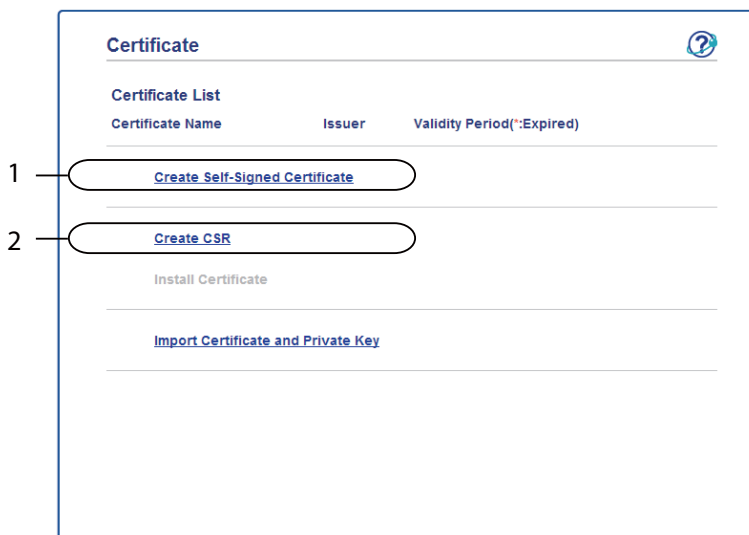 Certificate
?
Certificate List
Certificate Name Issuer Validity Period(*:Expired)
1 Create Self-Signed Certificate
2 Create CSR
Install Certificate
Import Certificate and Private Key